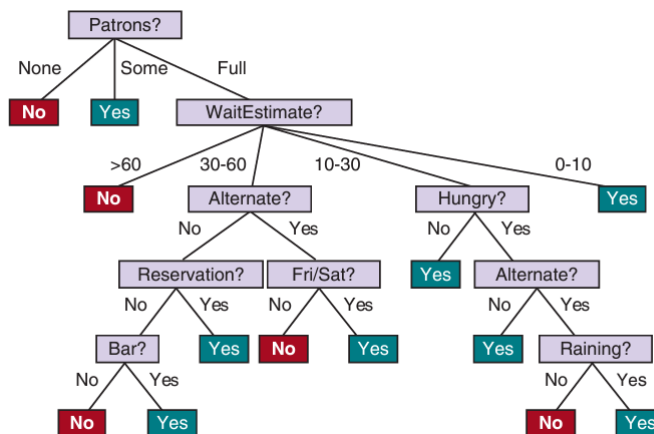 Patrons?
None Some Full
No Yes WaitEstimate?
>60 30-60 10-30 0-10
No Alternate? Hungry? Yes
No Yes No Yes
Reservation? Fri/Sat? Yes Alternate?
No Yes No Yes No Yes
Bar? Yes No Yes Yes Raining?
No Yes No Yes
No Yes No Yes